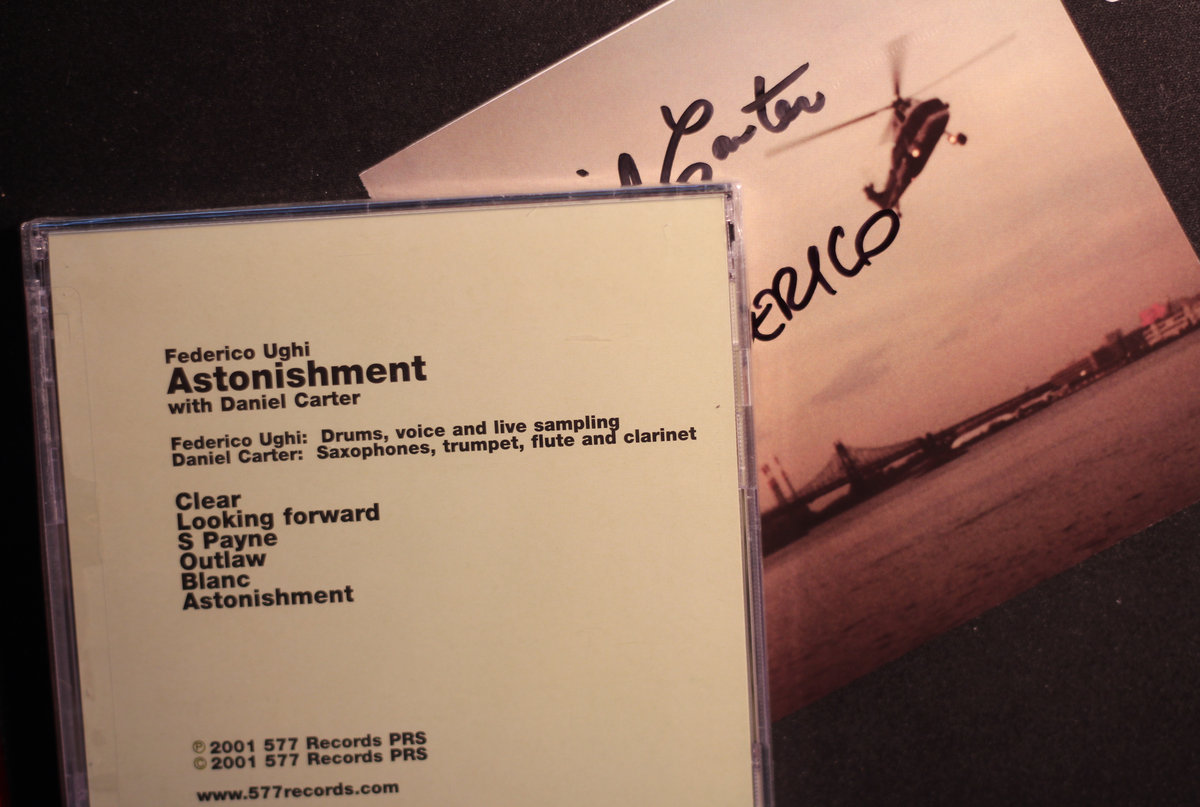 Carter
ERICO
Federico Ughi
Astonishment
with Daniel Carter
Federico Ughi: Drums, voice and live sampling
Daniel Carter: Saxophones, trumpet, flute and clarinet
Clear
Looking forward
S Payne
Outlaw
Blanc
Astonishment
℗ 2001 577 Records PRS
© 2001 577 Records PRS
www.577records.com